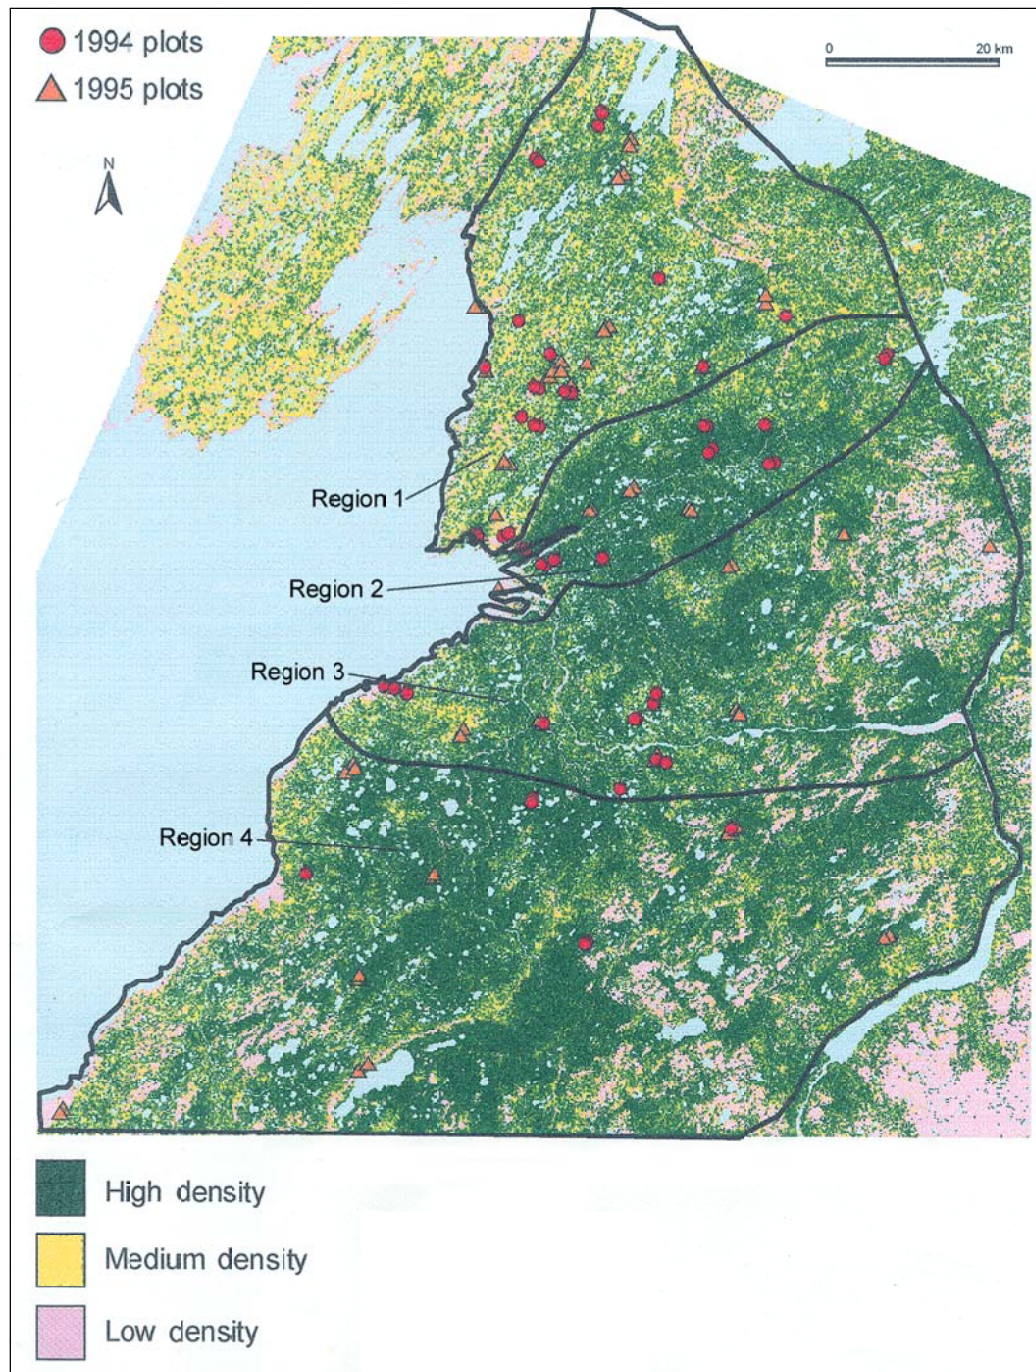 1994 plots
1995 plots
0 20 km
N
Region 1
Region 2
Region 3
Region 4
High density
Medium density
Low density